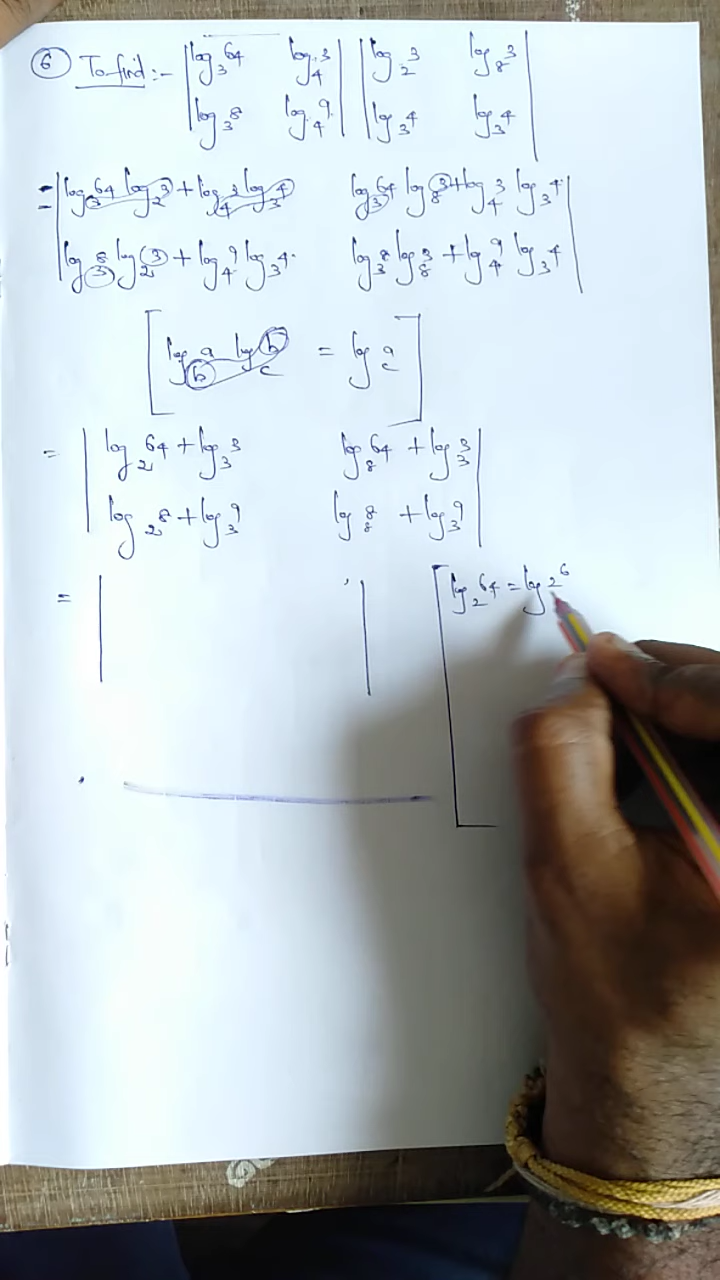 ⑥ To find :- | log₃64 log₄3 | | log₂3 log₈3 |
| log₃8 log₄9 | | log₃4 log₃4 |
= | log₃64 log₂3 + log₄3 log₃4 log₃64 log₈3 + log₄3 log₃4 |
| log₃8 log₂3 + log₄9 log₃4 log₃8 log₈3 + log₄9 log₃4 |
[ log_b a log_c b = log_c a ]
= | log₂64 + log₃3 log₈64 + log₃3 |
| log₂8 + log₃9 log₈8 + log₃9 |
= | | [ log₂64 = log 2⁶